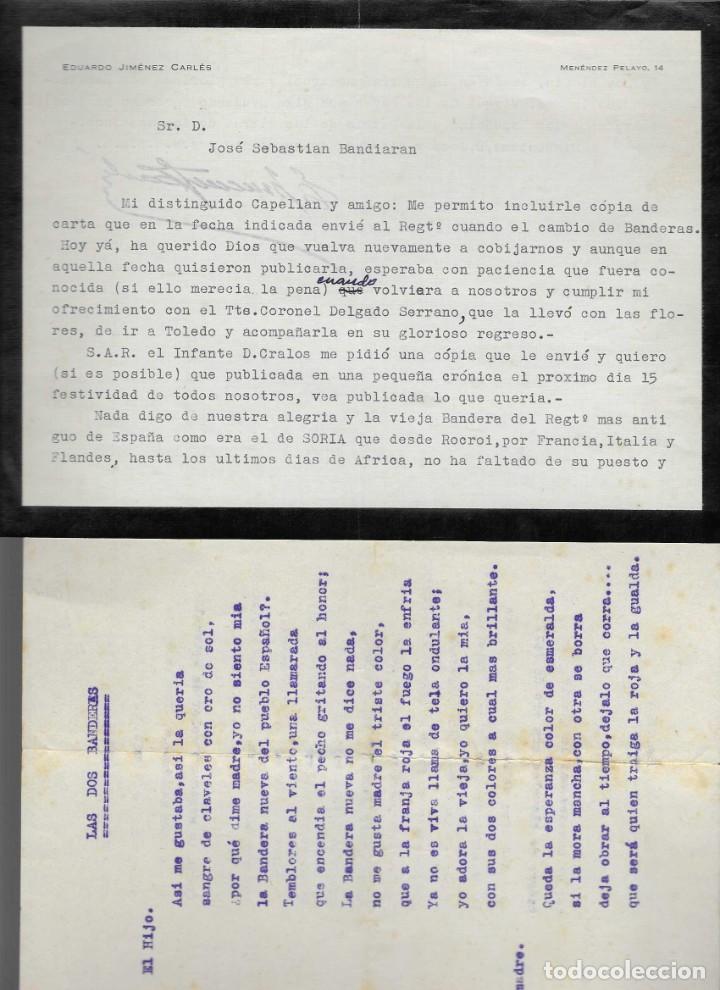 EDUARDO JIMÉNEZ CARLÉS
MENÉNDEZ PELAYO, 14
Sr. D.
José Sebastian Bandiaran
Mi distinguido Capellan y amigo: Me permito incluirle cópia de
carta que en la fecha indicada envié al Regtº cuando el cambio de Banderas.
Hoy yá, ha querido Dios que vuelva nuevamente a cobijarnos y aunque en
aquella fecha quisieron publicarla, esperaba con paciencia que fuera co-
nocida (si ello merecia la pena) que cuando volviera a nosotros y cumplir mi
ofrecimiento con el Tte.Coronel Delgado Serrano, que la llevó con las flo-
res, de ir a Toledo y acompañarla en su glorioso regreso.-
S.A.R. el Infante D.Cralos me pidió una cópia que le envié y quiero
(si es posible) que publicada en una pequeña crónica el proximo dia 15
festividad de todos nosotros, vea publicada lo que queria.-
Nada digo de nuestra alegria y la vieja Bandera del Regtº mas anti
guo de España como era el de SORIA que desde Rocroi,por Francia,Italia y
Flandes, hasta los ultimos dias de Africa, no ha faltado de su puesto y
LAS DOS BANDERAS
El Hijo.
Asi me gustaba,asi la queria
sangre de claveles con oro de sol,
¿por qué dime madre,yo no siento mia
la Bandera nueva del pueblo Español?.
Temblores al viento,una llamarada
que encendia el pecho gritando al honor;
La Bandera nueva no me dice nada,
no me gusta madre el triste color,
que a la franja roja el fuego la enfria
Ya no es viva llama de tela ondulante;
yo adora la vieja,yo quiero la mia,
con sus dos colores a cual mas brillante.
madre.
Queda la esperanza color de esmeralda,
si la mora mancha,con otra se borra
deja obrar al tiempo,dejalo que corra....
que será quien traiga la roja y la gualda.
todocoleccion